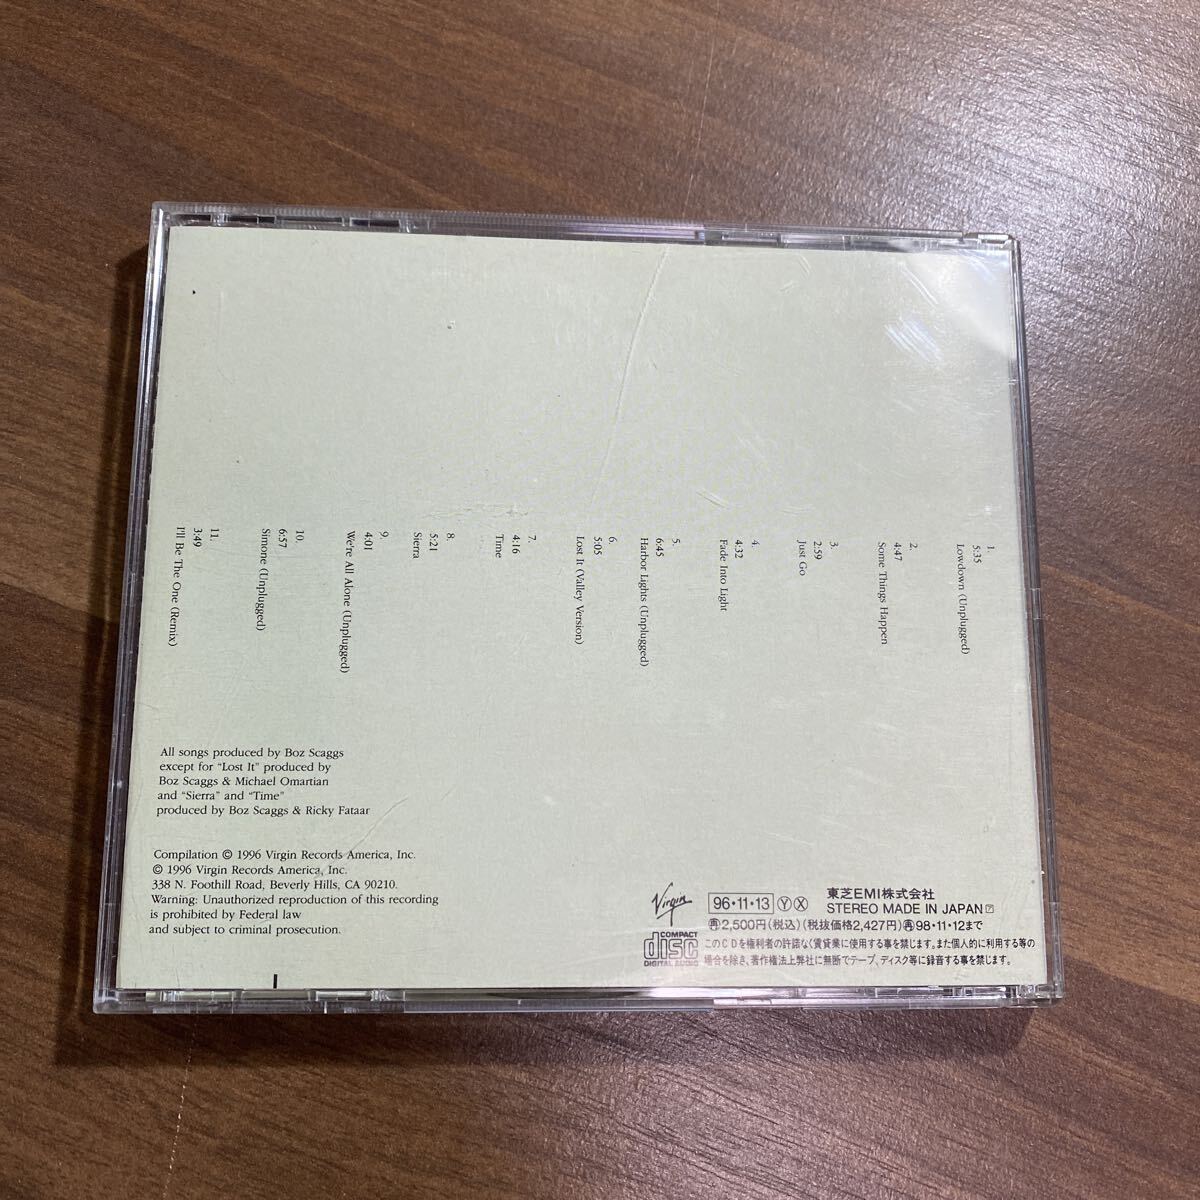 1.
5:35
Lowdown (Unplugged)
2.
4:47
Some Things Happen
3.
2:59
Just Go
4.
4:32
Fade Into Light
5.
6:45
Harbor Lights (Unplugged)
6.
5:05
Lost It (Valley Version)
7.
4:16
Time
8.
5:21
Sierra
9.
4:01
We're All Alone (Unplugged)
10.
6:57
Simone (Unplugged)
11.
3:49
I'll Be The One (Remix)
All songs produced by Boz Scaggs
except for "Lost It" produced by
Boz Scaggs & Michael Omartian
and "Sierra" and "Time"
produced by Boz Scaggs & Ricky Fataar
Compilation © 1996 Virgin Records America, Inc.
© 1996 Virgin Records America, Inc.
338 N. Foothill Road, Beverly Hills, CA 90210.
Warning: Unauthorized reproduction of this recording
is prohibited by Federal law
and subject to criminal prosecution.
Virgin
COMPACT
disc
DIGITAL AUDIO
96・11・13 Ⓨ Ⓧ
東芝EMI株式会社
STEREO MADE IN JAPAN ア
㊢2,500円(税込)(税抜価格2,427円)㊢98・11・12まで
このCDを権利者の許諾なく賃貸業に使用する事を禁じます。また個人的に利用する等の
場合を除き、著作権法上弊社に無断でテープ、ディスク等に録音する事を禁じます。